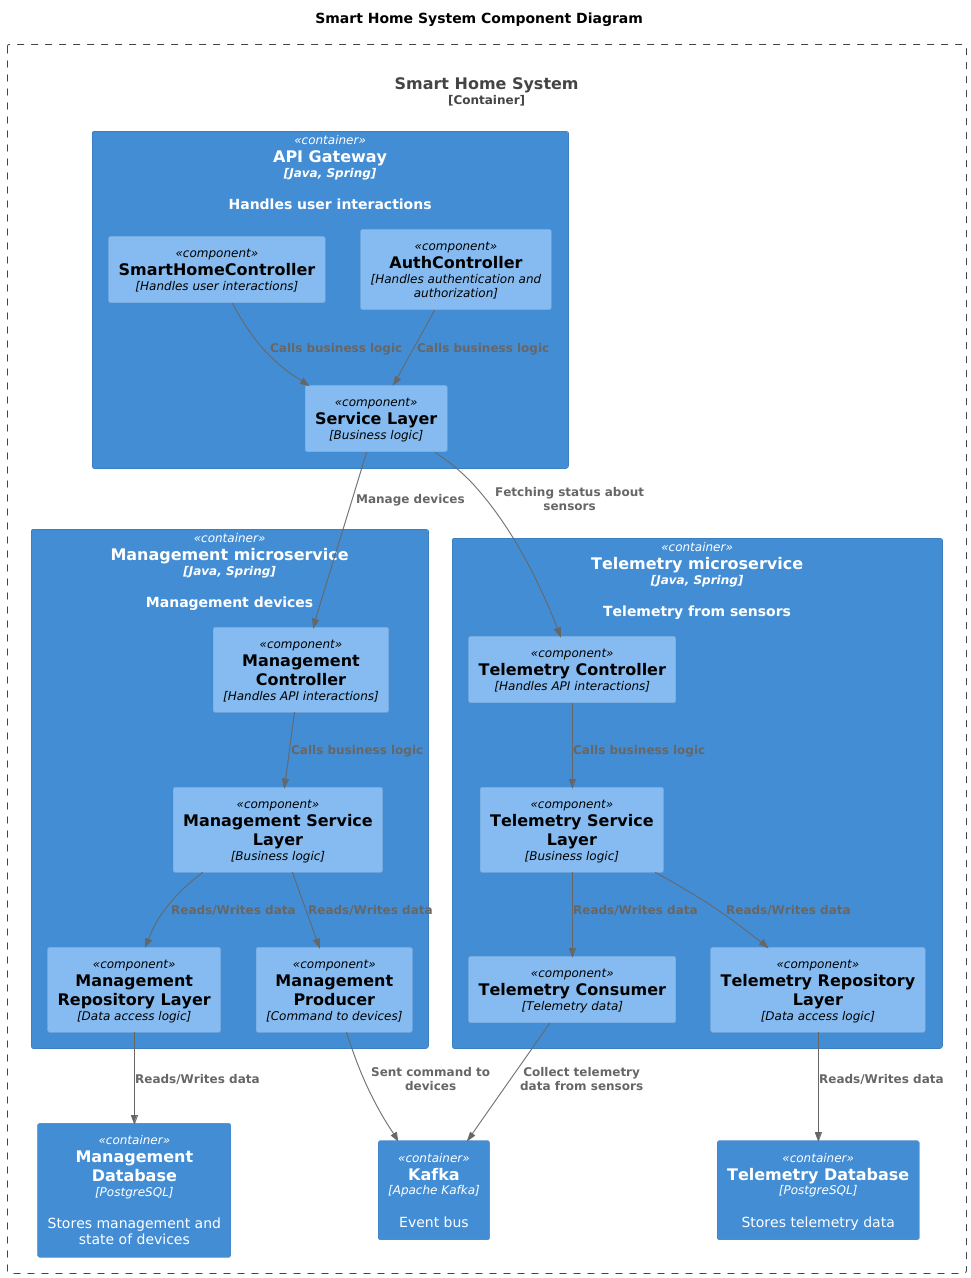 Smart Home System Component Diagram
Smart Home System
[Container]
«container»
API Gateway
[Java, Spring]
Handles user interactions
«component»
SmartHomeController
[Handles user interactions]
«component»
AuthController
[Handles authentication and
authorization]
Calls business logic
Calls business logic
«component»
Service Layer
[Business logic]
Manage devices
Fetching status about
sensors
«container»
Management microservice
[Java, Spring]
Management devices
«container»
Telemetry microservice
[Java, Spring]
Telemetry from sensors
«component»
Management
Controller
[Handles API interactions]
«component»
Telemetry Controller
[Handles API interactions]
Calls business logic
Calls business logic
«component»
Management Service
Layer
[Business logic]
«component»
Telemetry Service
Layer
[Business logic]
Reads/Writes data
Reads/Writes data
Reads/Writes data
Reads/Writes data
«component»
Management
Repository Layer
[Data access logic]
«component»
Management
Producer
[Command to devices]
«component»
Telemetry Consumer
[Telemetry data]
«component»
Telemetry Repository
Layer
[Data access logic]
Reads/Writes data
Sent command to
devices
Collect telemetry
data from sensors
Reads/Writes data
«container»
Management
Database
[PostgreSQL]
Stores management and
state of devices
«container»
Kafka
[Apache Kafka]
Event bus
«container»
Telemetry Database
[PostgreSQL]
Stores telemetry data